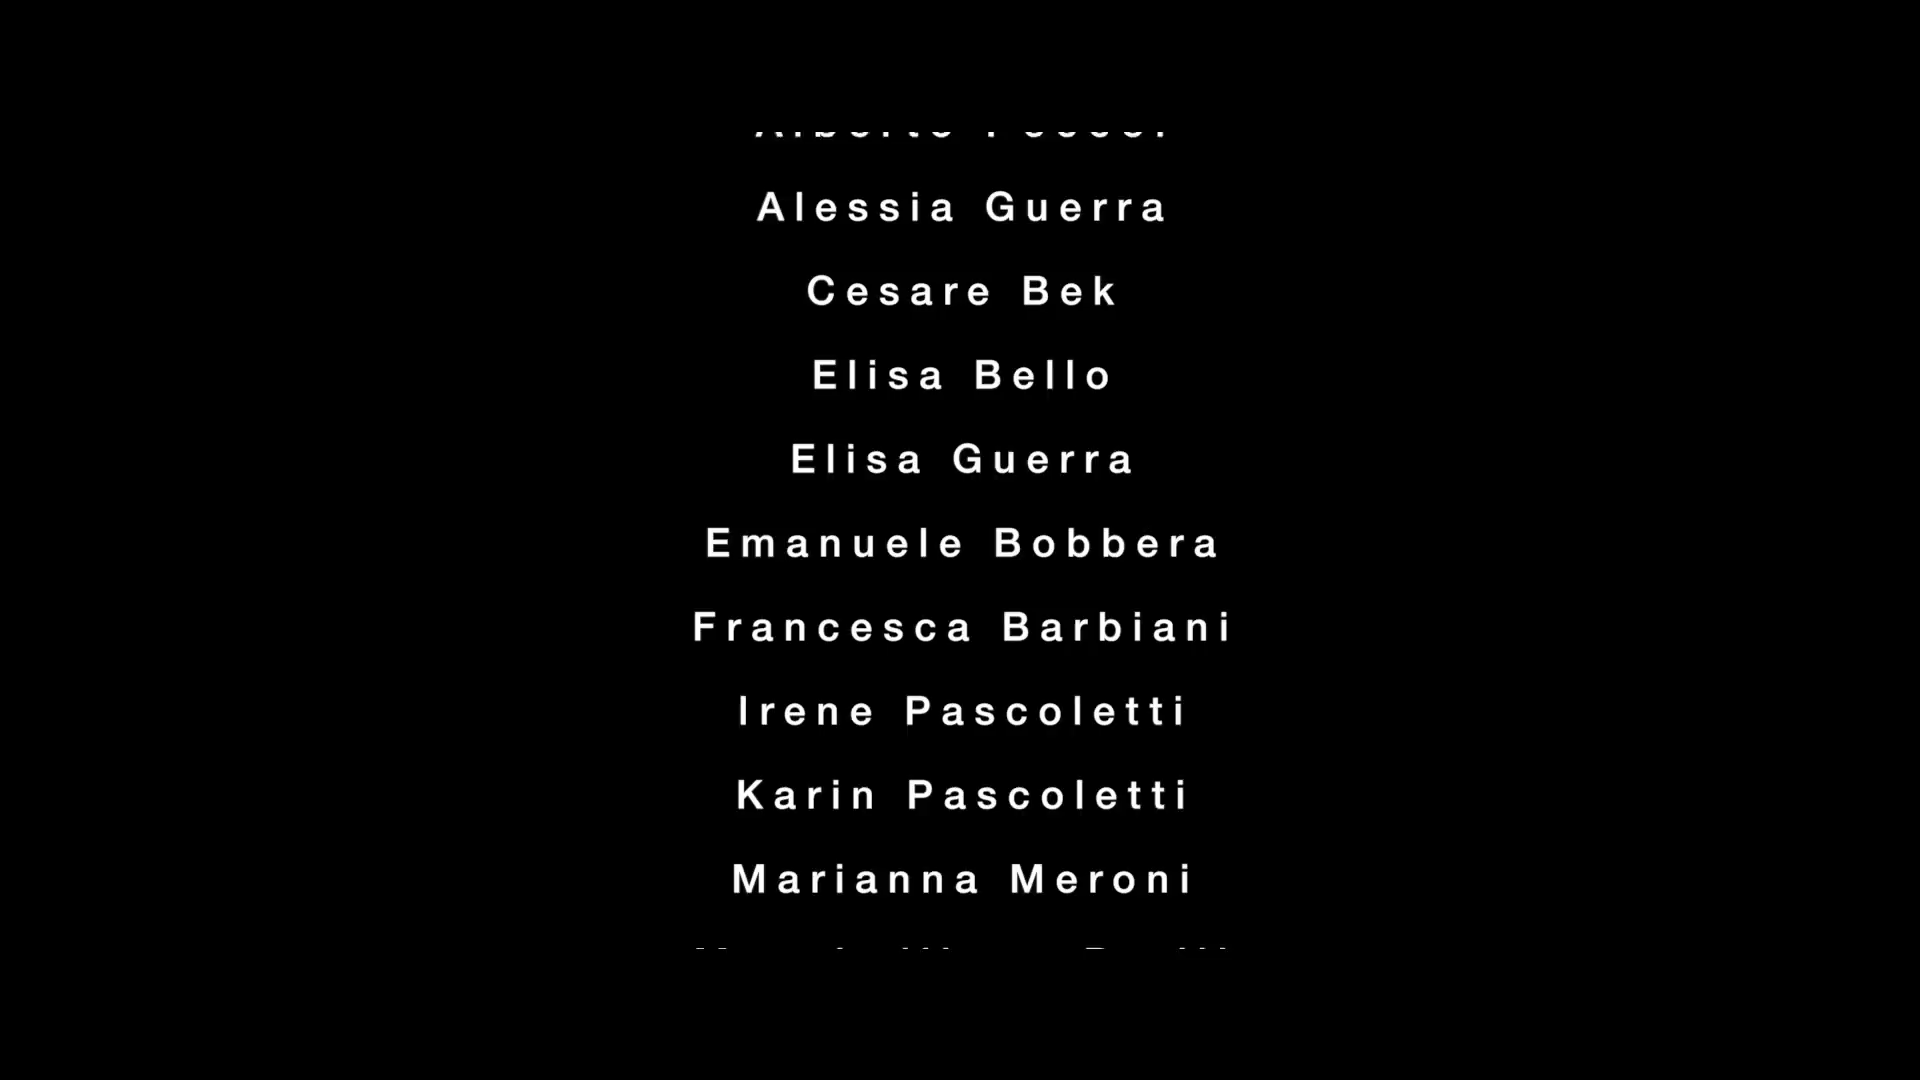 Alessia Guerra
Cesare Bek
Elisa Bello
Elisa Guerra
Emanuele Bobbera
Francesca Barbiani
Irene Pascoletti
Karin Pascoletti
Marianna Meroni